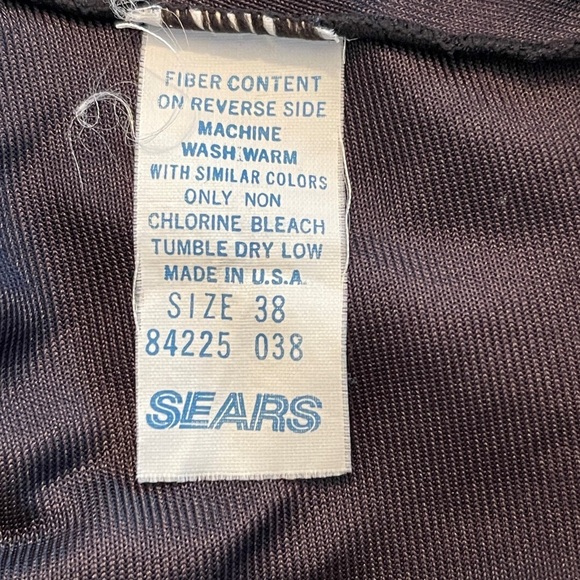 FIBER CONTENT
ON REVERSE SIDE
MACHINE
WASH WARM
WITH SIMILAR COLORS
ONLY NON
CHLORINE BLEACH
TUMBLE DRY LOW
MADE IN U.S.A.
SIZE 38
84225 038
SEARS